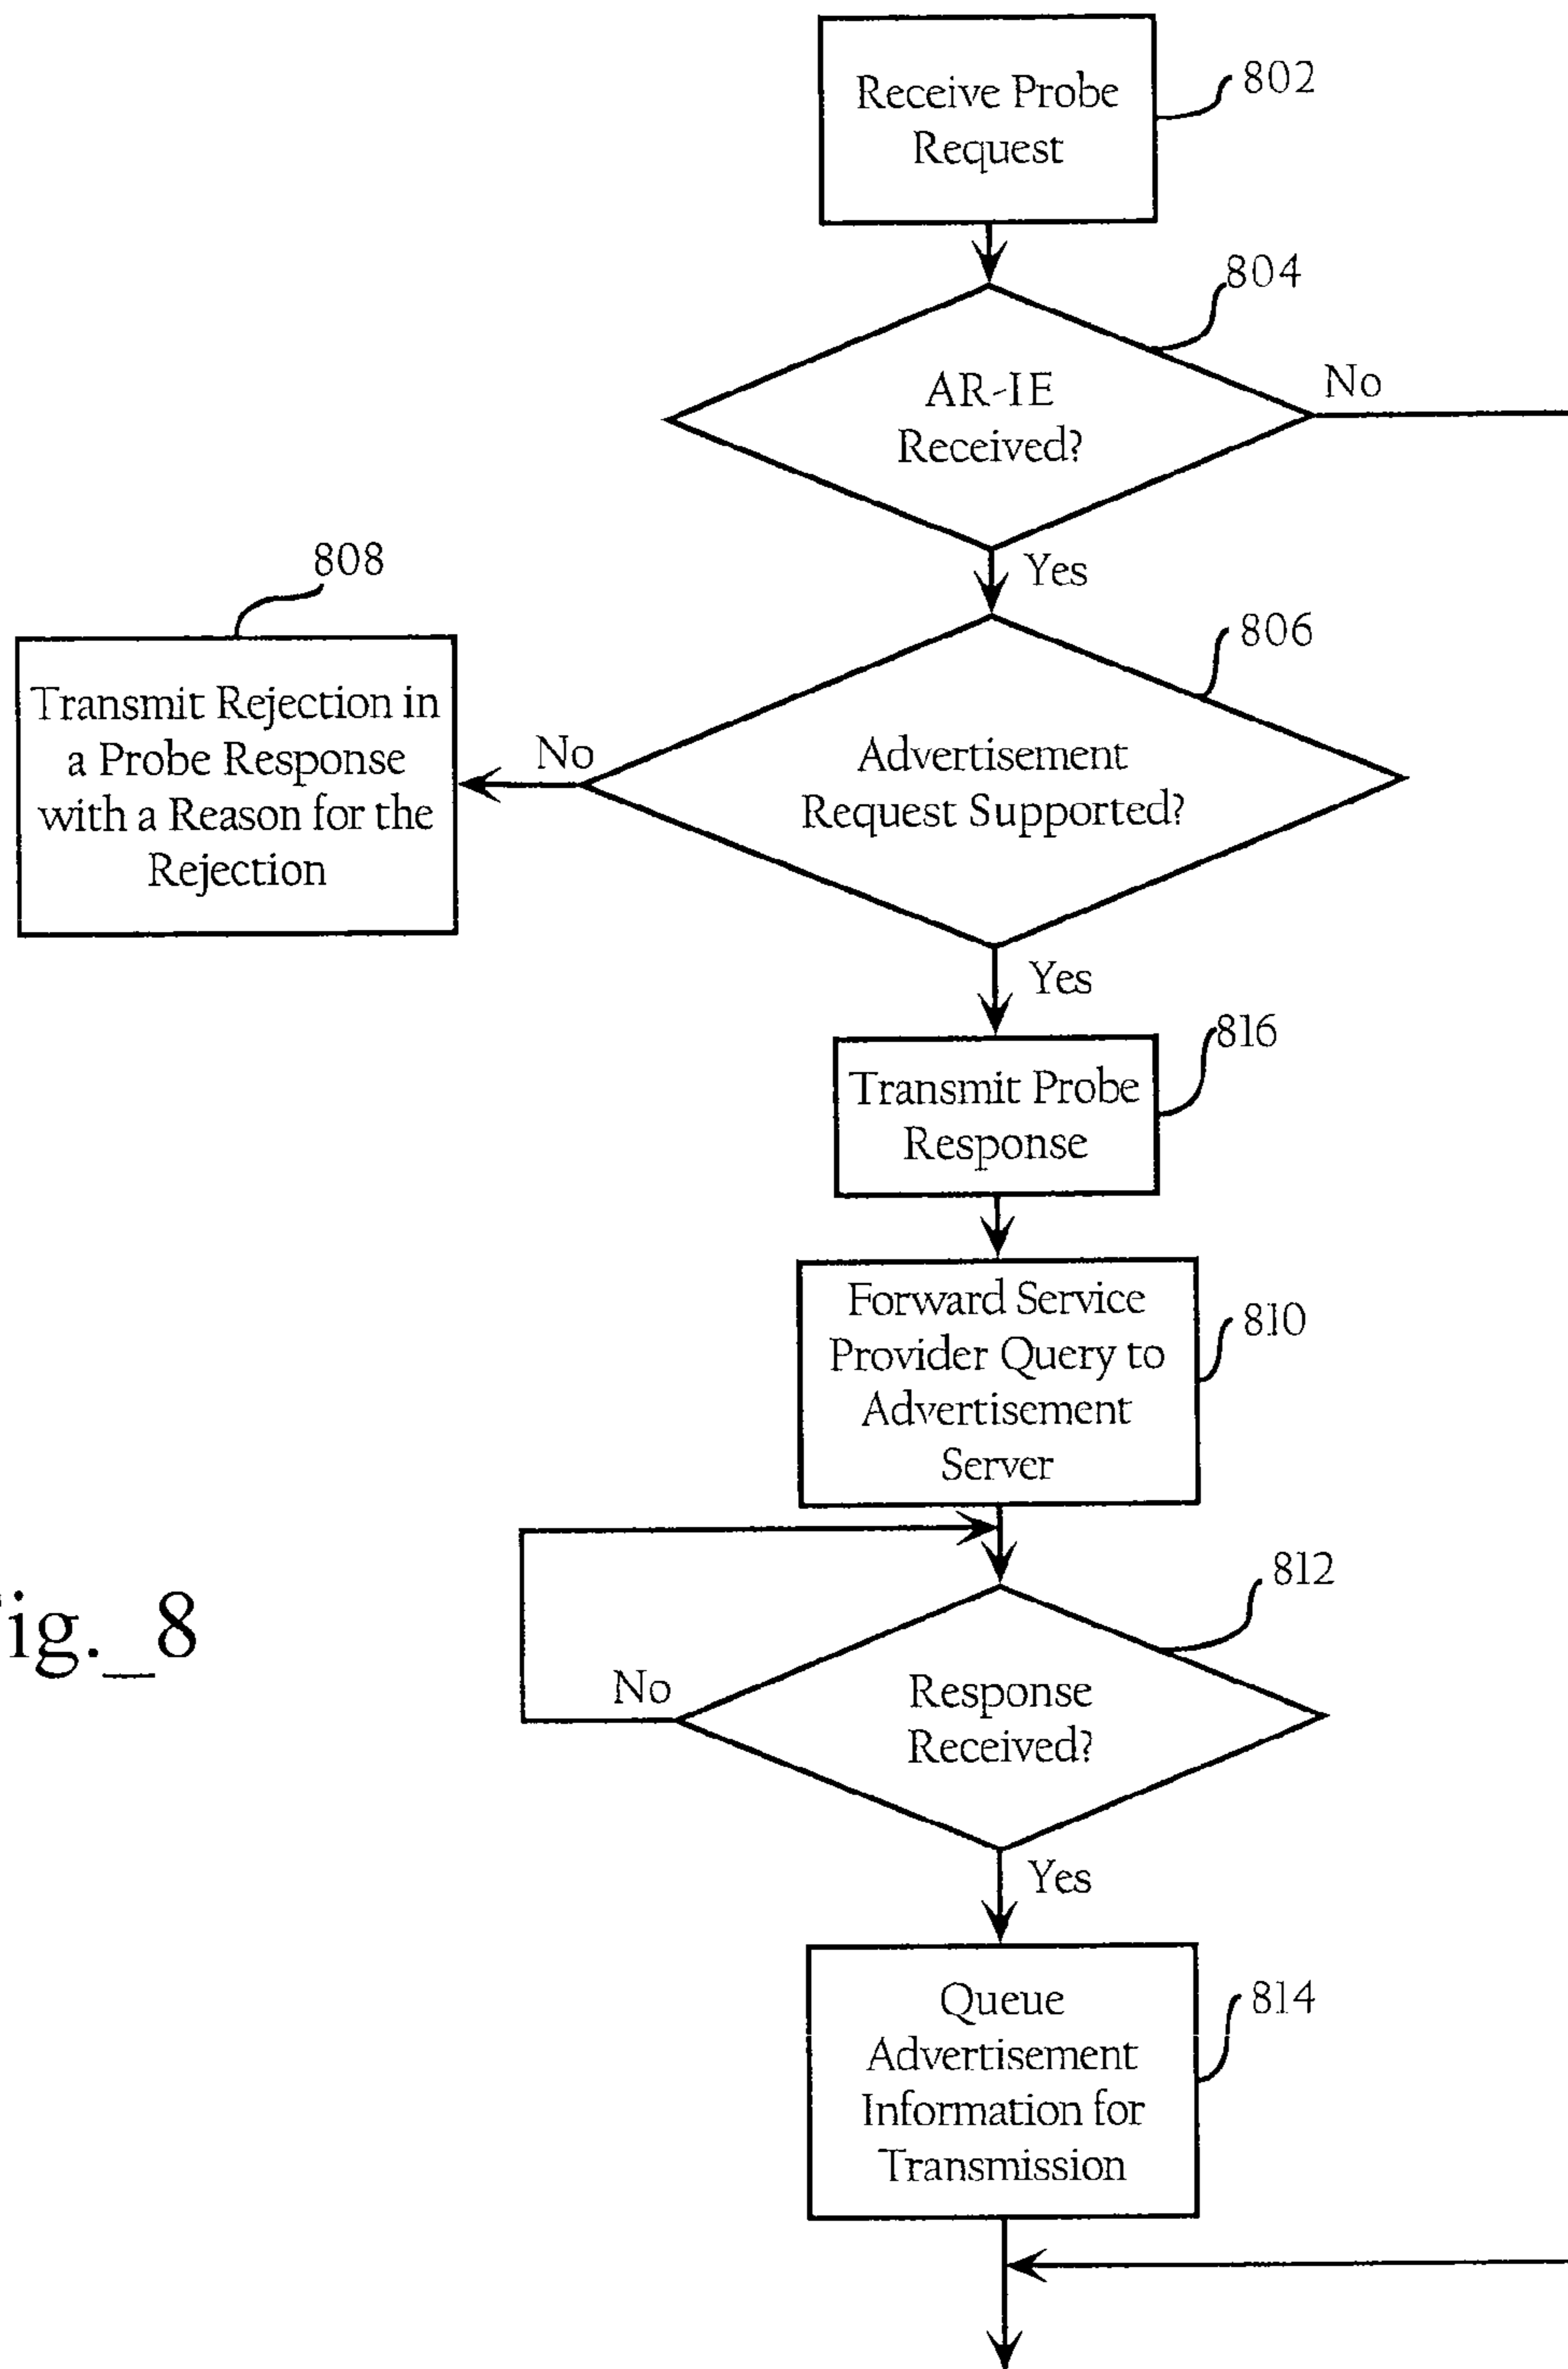 Receive Probe
Request
802
804
AR-IE
Received?
No
Yes
808
806
Transmit Rejection in
a Probe Response
with a Reason for the
Rejection
No
Advertisement
Request Supported?
Yes
816
Transmit Probe
Response
Forward Service
Provider Query to
Advertisement
Server
810
812
ig._8
No
Response
Received?
Yes
Queue
Advertisement
Information for
Transmission
814